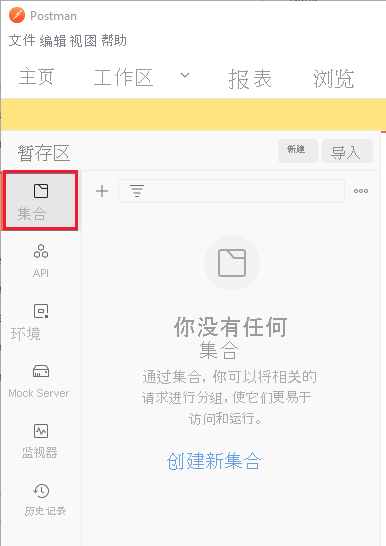 Postman
文件 编辑 视图 帮助
主页 工作区 报表 浏览
暂存区 新建 导入
集合
API
环境
Mock Server
监视器
历史记录
你没有任何
集合
通过集合，你可以将相关的
请求进行分组，使它们更易于
访问和运行。
创建新集合